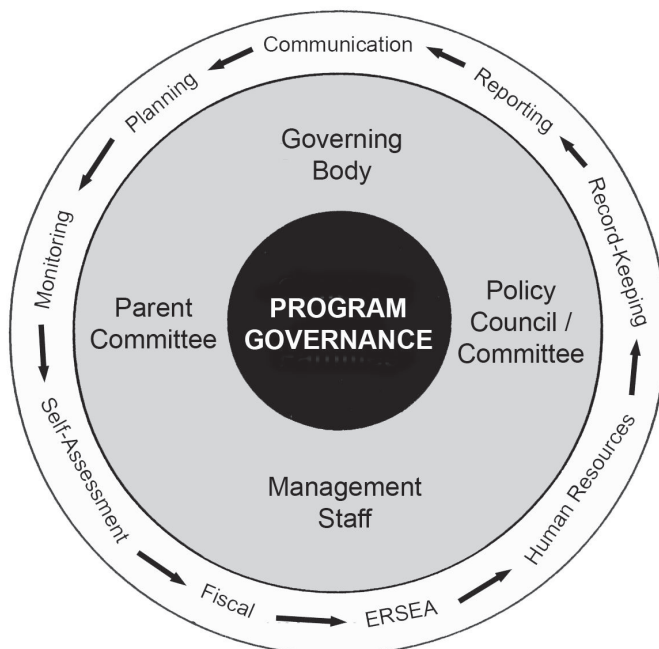 Communication
Planning
Reporting
Governing
Body
Monitoring
Record-Keeping
Parent
Committee
PROGRAM
GOVERNANCE
Policy
Council /
Committee
Self-Assessment
Human Resources
Management
Staff
Fiscal
ERSEA